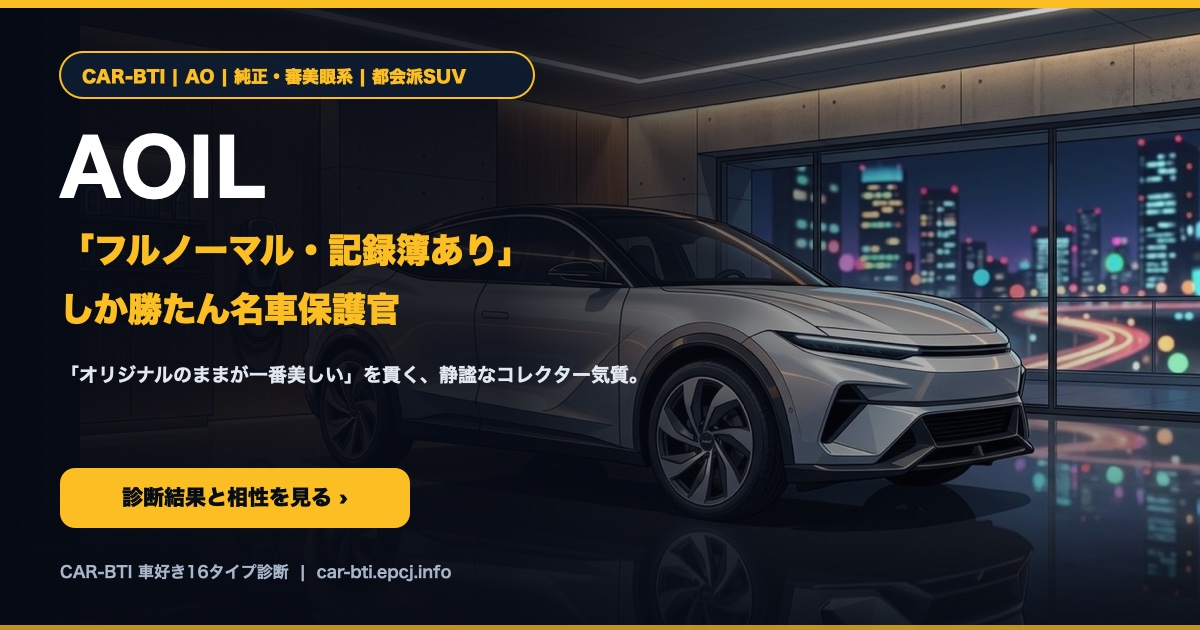 CAR-BTI | AO | 純正・審美眼系 | 都会派SUV
AOIL
「フルノーマル・記録簿あり」
しか勝たん名車保護官
「オリジナルのままが一番美しい」を貫く、静謐なコレクター気質。
診断結果と相性を見る ›
CAR-BTI 車好き16タイプ診断 | car-bti.epcj.info